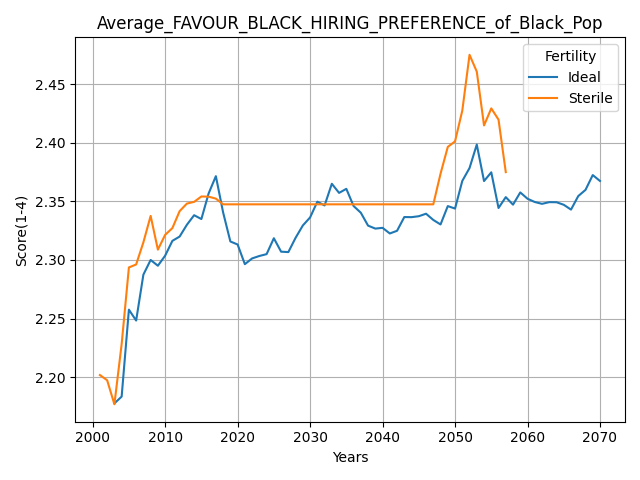 Average_FAVOUR_BLACK_HIRING_PREFERENCE_of_Black_Pop
Fertility
Ideal
Sterile
Score(1-4)
2.45
2.40
2.35
2.30
2.25
2.20
2000 2010 2020 2030 2040 2050 2060 2070
Years